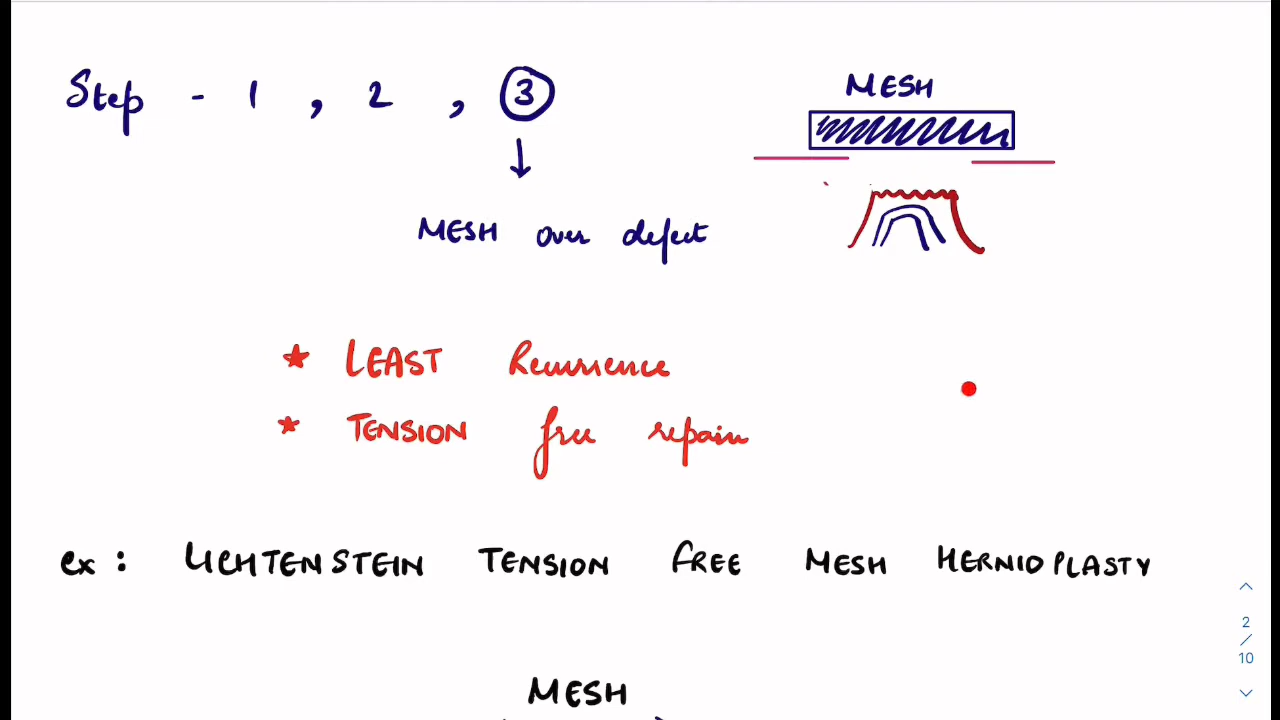 Step - 1 , 2 , 3
MESH
MESH over defect
* LEAST Recurrence
* TENSION free repair
ex : LICHTENSTEIN TENSION FREE MESH HERNIOPLASTY
2
/
10
MESH